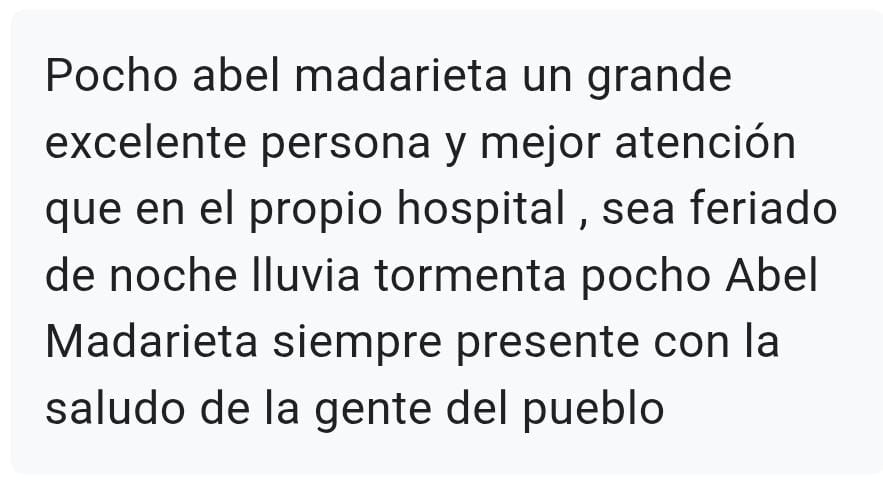 Pocho abel madarieta un grande
excelente persona y mejor atención
que en el propio hospital , sea feriado
de noche lluvia tormenta pocho Abel
Madarieta siempre presente con la
saludo de la gente del pueblo